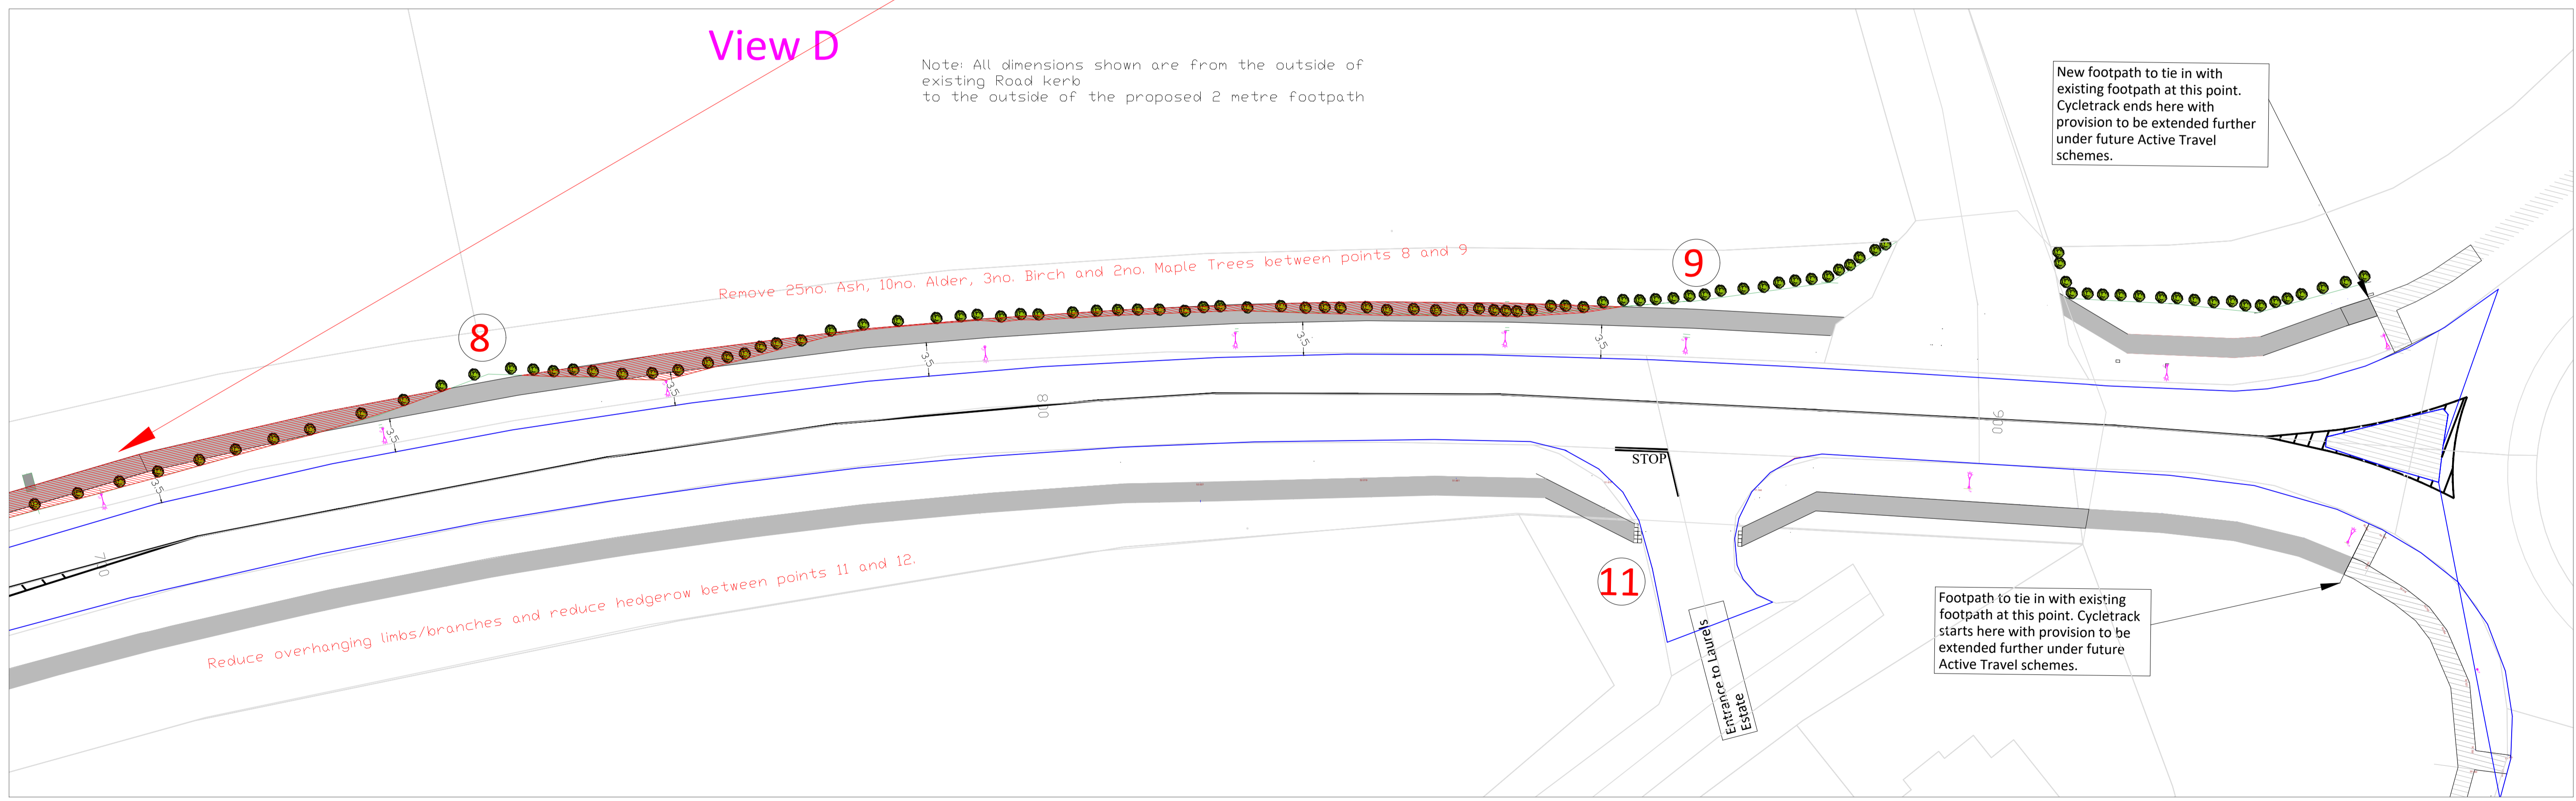 View D
Note: All dimensions shown are from the outside of
existing Road kerb
to the outside of the proposed 2 metre footpath
New footpath to tie in with
existing footpath at this point.
Cycletrack ends here with
provision to be extended further
under future Active Travel
schemes.
Remove 25no. Ash, 10no. Alder, 3no. Birch and 2no. Maple Trees between points 8 and 9
8
9
3.5
3.5
3.5
3.5
3.5
3.5
800
900
STOP
11
Reduce overhanging limbs/branches and reduce hedgerow between points 11 and 12.
Entrance to Laurels
Estate
Footpath to tie in with existing
footpath at this point. Cycletrack
starts here with provision to be
extended further under future
Active Travel schemes.